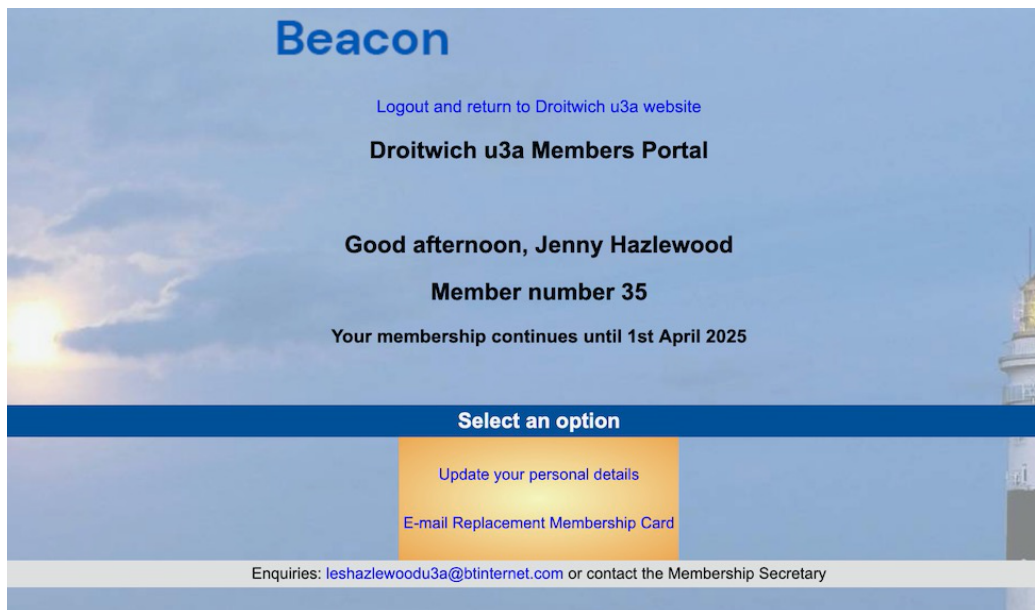 Beacon
Logout and return to Droitwich u3a website
Droitwich u3a Members Portal
Good afternoon, Jenny Hazlewood
Member number 35
Your membership continues until 1st April 2025
Select an option
Update your personal details
E-mail Replacement Membership Card
Enquiries: leshazlewoodu3a@btinternet.com or contact the Membership Secretary